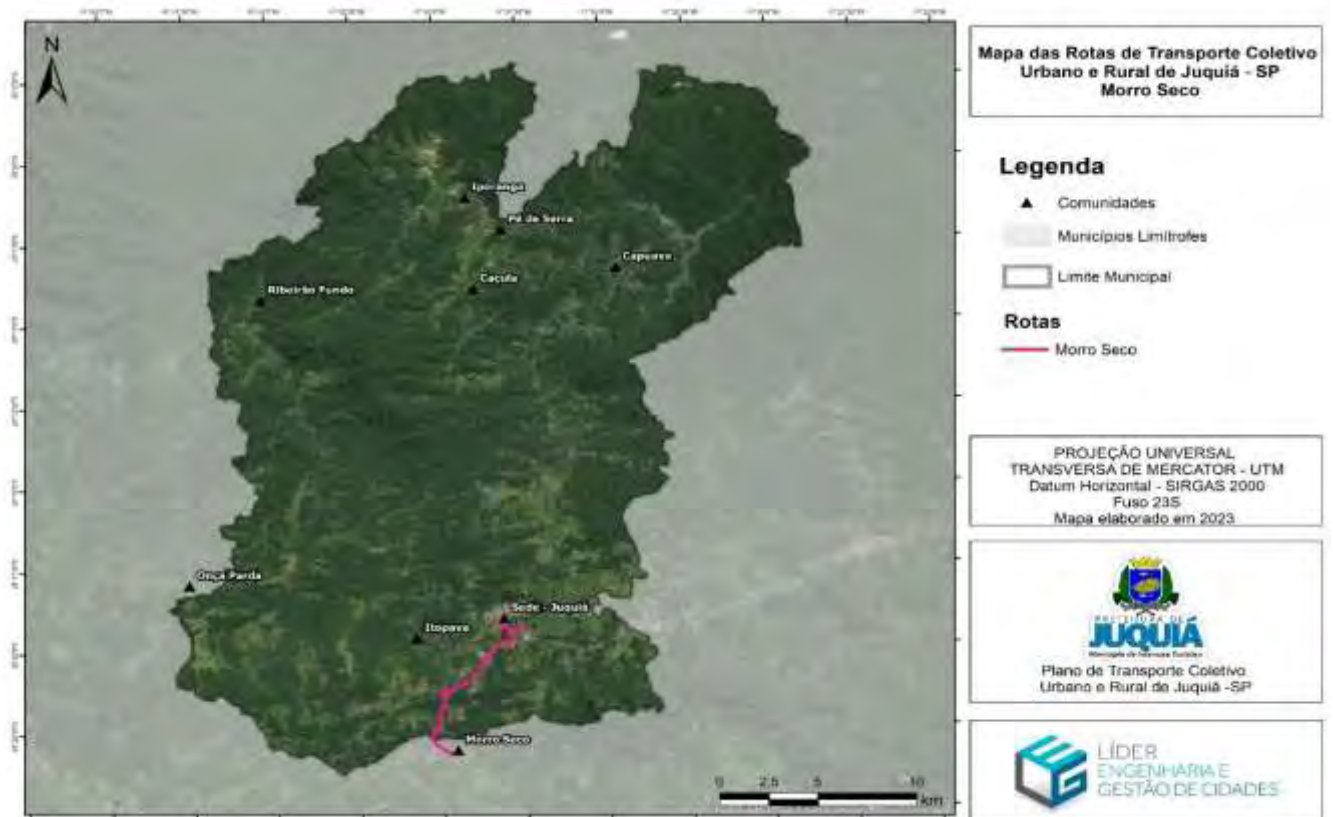 N
Iporanga
Pé da Serra
Capuava
Caçula
Ribeirão Fundo
Onça Parda
Sede - Juquiá
Itopava
Morro Seco
0 2,5 5 10
km
Mapa das Rotas de Transporte Coletivo
Urbano e Rural de Juquiá - SP
Morro Seco
Legenda
Comunidades
Municípios Limítrofes
Limite Municipal
Rotas
Morro Seco
PROJEÇÃO UNIVERSAL
TRANSVERSA DE MERCATOR - UTM
Datum Horizontal - SIRGAS 2000
Fuso 23S
Mapa elaborado em 2023
PREFEITURA DE
JUQUIÁ
Plano de Transporte Coletivo
Urbano e Rural de Juquiá -SP
LÍDER
ENGENHARIA E
GESTÃO DE CIDADES